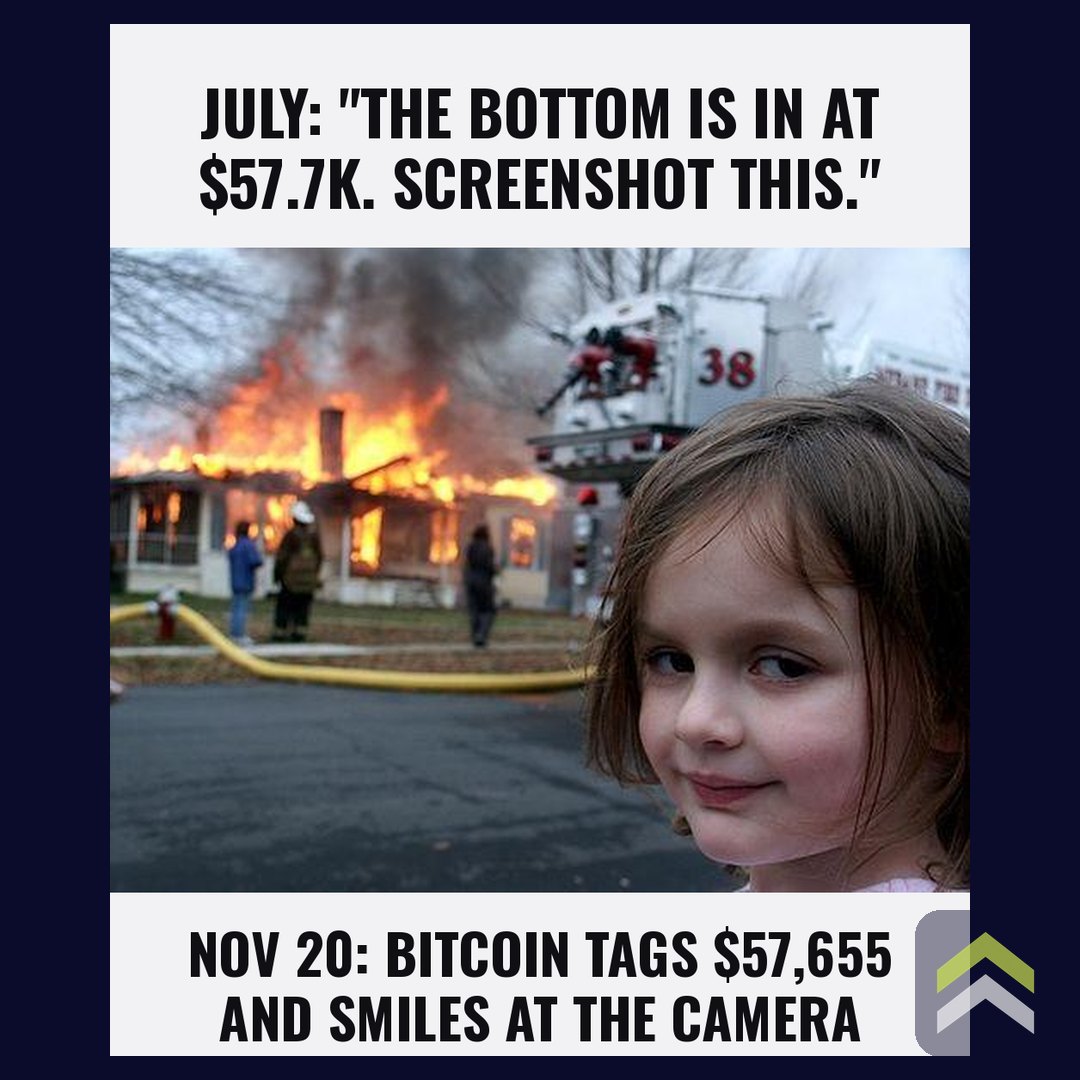 JULY: "THE BOTTOM IS IN AT
$57.7K. SCREENSHOT THIS."
38
NOV 20: BITCOIN TAGS $57,655
AND SMILES AT THE CAMERA